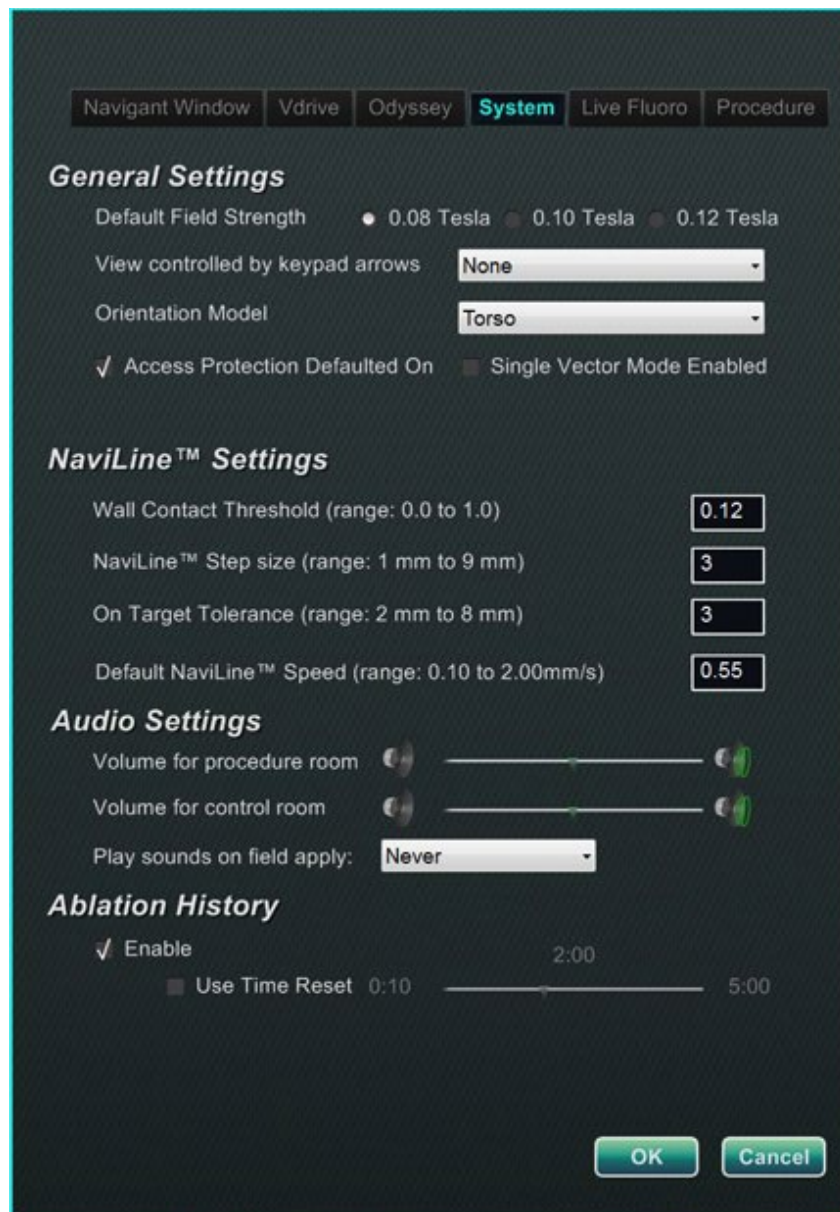 Navigant Window Vdrive Odyssey System Live Fluoro Procedure
General Settings
Default Field Strength 0.08 Tesla 0.10 Tesla 0.12 Tesla
View controlled by keypad arrows None
Orientation Model Torso
Access Protection Defaulted On Single Vector Mode Enabled
NaviLine™ Settings
Wall Contact Threshold (range: 0.0 to 1.0) 0.12
NaviLine™ Step size (range: 1 mm to 9 mm) 3
On Target Tolerance (range: 2 mm to 8 mm) 3
Default NaviLine™ Speed (range: 0.10 to 2.00mm/s) 0.55
Audio Settings
Volume for procedure room
Volume for control room
Play sounds on field apply: Never
Ablation History
Enable 2:00
Use Time Reset 0:10 5:00
OK Cancel